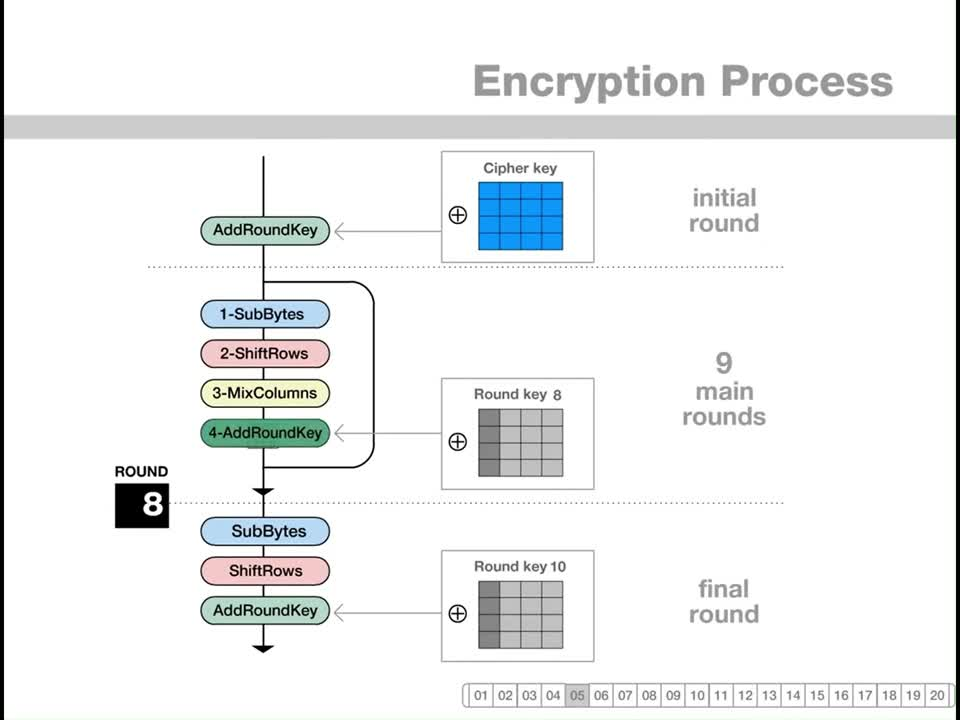 Encryption Process
Cipher key
initial
round
AddRoundKey
1-SubBytes
2-ShiftRows
3-MixColumns
4-AddRoundKey
Round key 8
9
main
rounds
ROUND
8
SubBytes
ShiftRows
AddRoundKey
Round key 10
final
round
01 02 03 04 05 06 07 08 09 10 11 12 13 14 15 16 17 18 19 20